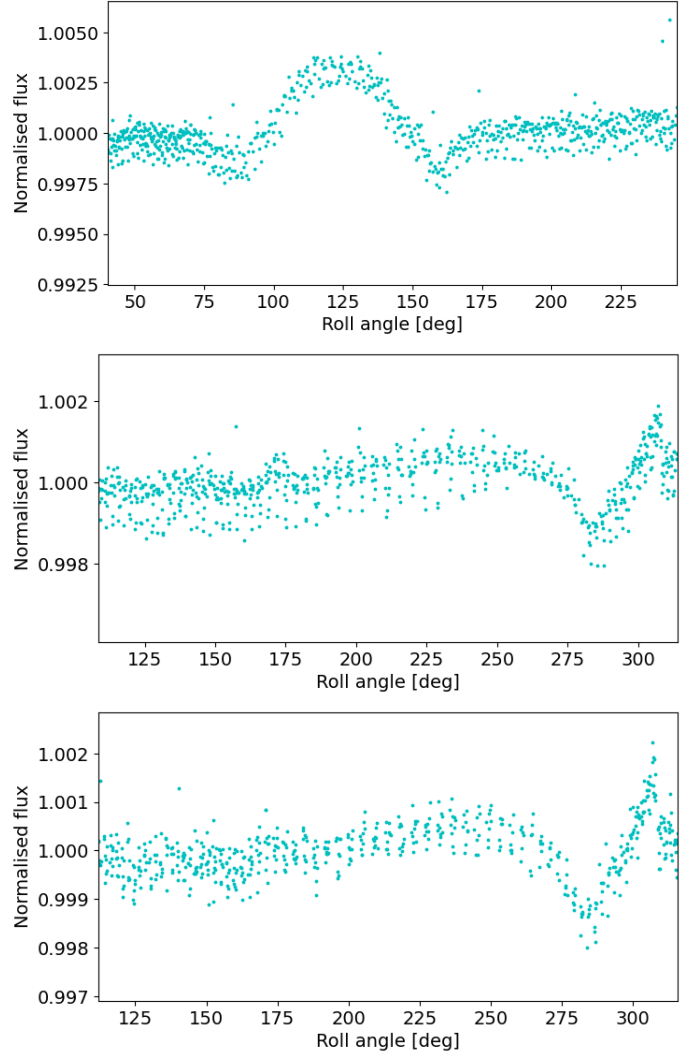 1.0050
1.0025
1.0000
0.9975
0.9950
0.9925
Normalised flux
50 75 100 125 150 175 200 225
Roll angle [deg]
1.002
1.000
0.998
Normalised flux
125 150 175 200 225 250 275 300
Roll angle [deg]
1.002
1.001
1.000
0.999
0.998
0.997
Normalised flux
125 150 175 200 225 250 275 300
Roll angle [deg]